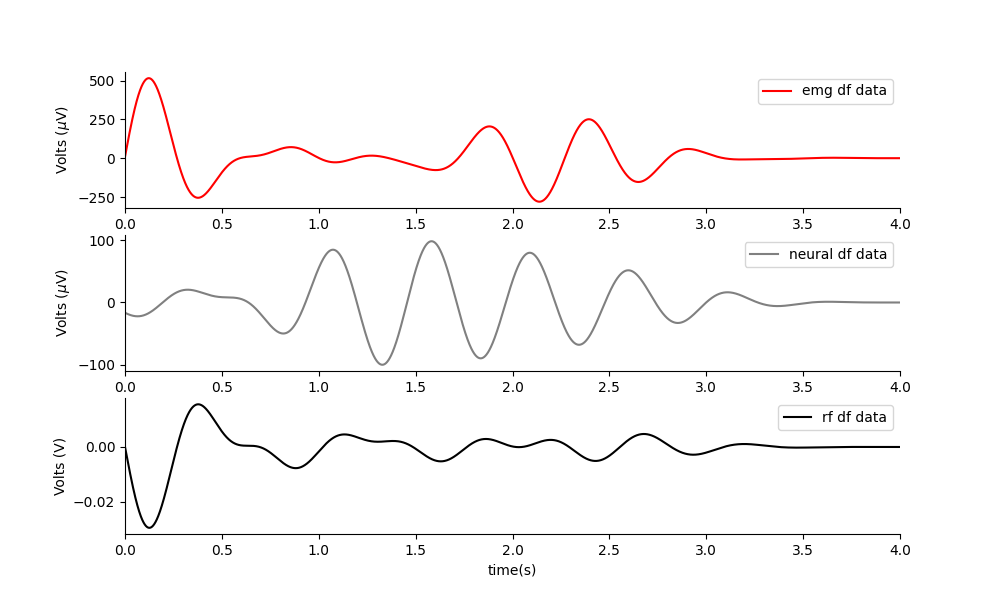 500
250
0
−250
Volts (μV)
emg df data
0.0 0.5 1.0 1.5 2.0 2.5 3.0 3.5 4.0
100
0
−100
Volts (μV)
neural df data
0.0 0.5 1.0 1.5 2.0 2.5 3.0 3.5 4.0
0.00
−0.02
Volts (V)
rf df data
0.0 0.5 1.0 1.5 2.0 2.5 3.0 3.5 4.0
time(s)